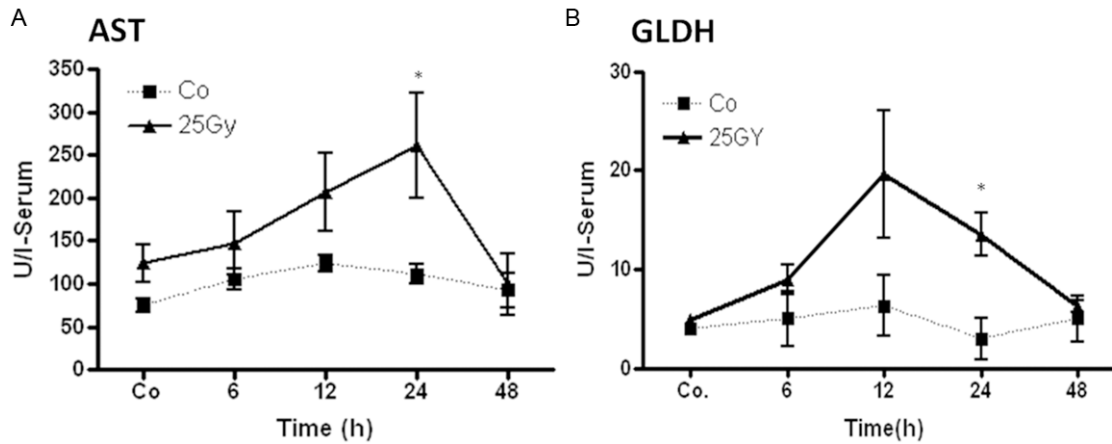 A
AST
350
300
250
200
150
100
50
0
U/l-Serum
Co
25Gy
*
Co 6 12 24 48
Time (h)
B
GLDH
30
20
10
0
U/l-Serum
Co
25GY
*
Co. 6 12 24 48
Time(h)